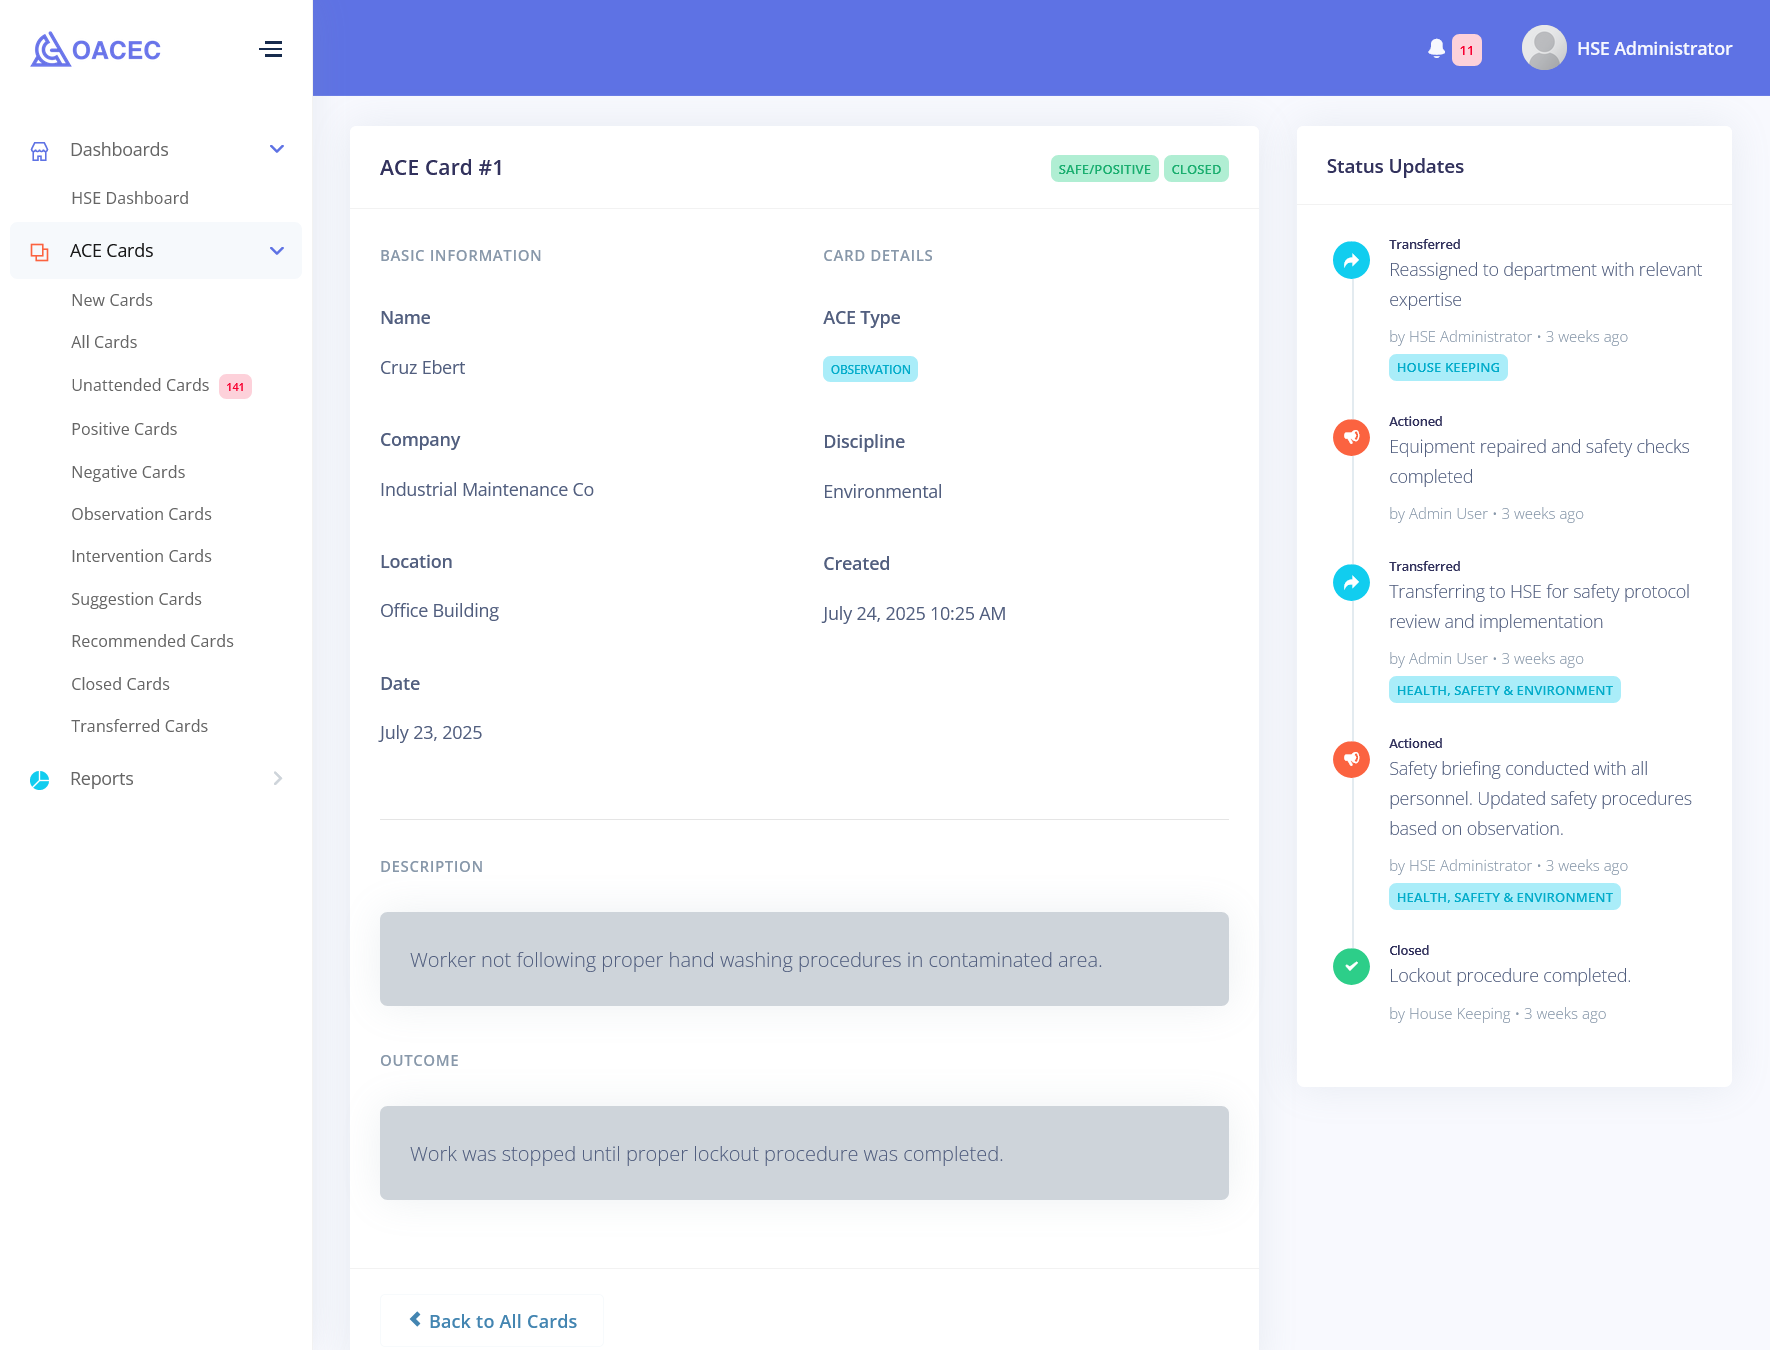 OACEC
11
HSE Administrator
Dashboards
HSE Dashboard
ACE Cards
New Cards
All Cards
Unattended Cards 141
Positive Cards
Negative Cards
Observation Cards
Intervention Cards
Suggestion Cards
Recommended Cards
Closed Cards
Transferred Cards
Reports
ACE Card #1
SAFE/POSITIVE CLOSED
BASIC INFORMATION
Name
Cruz Ebert
Company
Industrial Maintenance Co
Location
Office Building
Date
July 23, 2025
CARD DETAILS
ACE Type
OBSERVATION
Discipline
Environmental
Created
July 24, 2025 10:25 AM
DESCRIPTION
Worker not following proper hand washing procedures in contaminated area.
OUTCOME
Work was stopped until proper lockout procedure was completed.
Back to All Cards
Status Updates
Transferred
Reassigned to department with relevant
expertise
by HSE Administrator • 3 weeks ago
HOUSE KEEPING
Actioned
Equipment repaired and safety checks
completed
by Admin User • 3 weeks ago
Transferred
Transferring to HSE for safety protocol
review and implementation
by Admin User • 3 weeks ago
HEALTH, SAFETY & ENVIRONMENT
Actioned
Safety briefing conducted with all
personnel. Updated safety procedures
based on observation.
by HSE Administrator • 3 weeks ago
HEALTH, SAFETY & ENVIRONMENT
Closed
Lockout procedure completed.
by House Keeping • 3 weeks ago